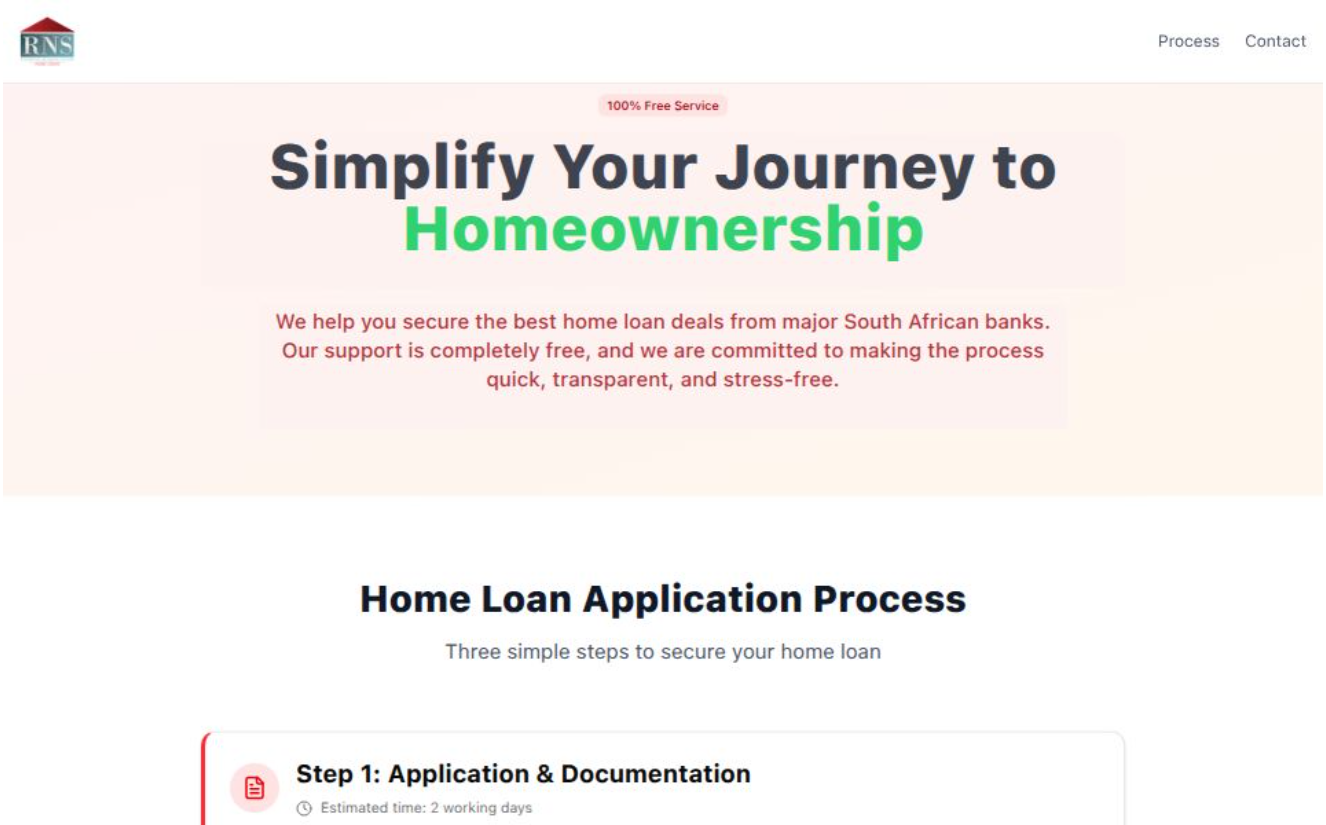 RNS
Process Contact
100% Free Service
Simplify Your Journey to
Homeownership
We help you secure the best home loan deals from major South African banks.
Our support is completely free, and we are committed to making the process
quick, transparent, and stress-free.
Home Loan Application Process
Three simple steps to secure your home loan
Step 1: Application & Documentation
Estimated time: 2 working days